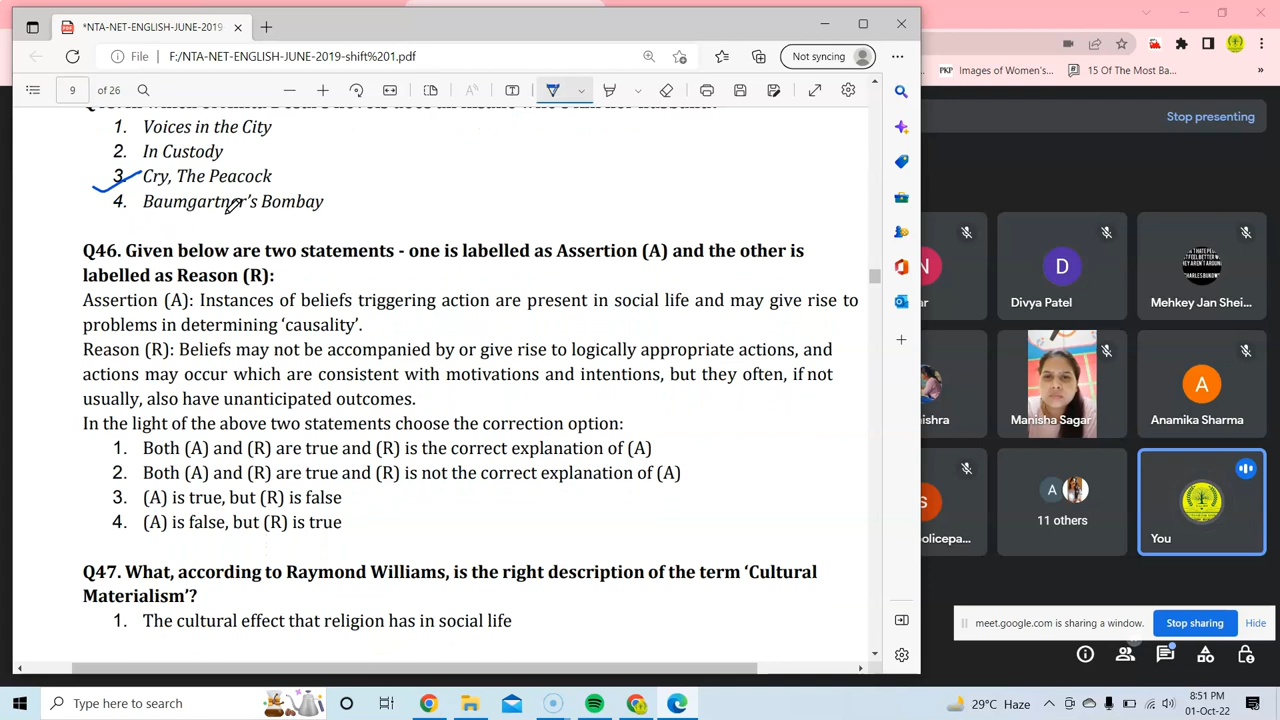 *NTA-NET-ENGLISH-JUNE-2019-
File
F:/NTA-NET-ENGLISH-JUNE-2019-shift%201.pdf
Not syncing
PKP Images of Women's...
B 15 Of The Most Ba...
9 of 26
Stop presenting
1. Voices in the City
2. In Custody
3. Cry, The Peacock
4. Baumgartner's Bombay
Q46. Given below are two statements - one is labelled as Assertion (A) and the other is
labelled as Reason (R):
Assertion (A): Instances of beliefs triggering action are present in social life and may give rise to
problems in determining ‘causality’.
Reason (R): Beliefs may not be accompanied by or give rise to logically appropriate actions, and
actions may occur which are consistent with motivations and intentions, but they often, if not
usually, also have unanticipated outcomes.
In the light of the above two statements choose the correction option:
1. Both (A) and (R) are true and (R) is the correct explanation of (A)
2. Both (A) and (R) are true and (R) is not the correct explanation of (A)
3. (A) is true, but (R) is false
4. (A) is false, but (R) is true
Q47. What, according to Raymond Williams, is the right description of the term ‘Cultural
Materialism’?
1. The cultural effect that religion has in social life
N
ar
D
Divya Patel
Mehkey Jan Shei...
ishra
Manisha Sagar
A
Anamika Sharma
S
olicepa...
A
11 others
You
meet.google.com is sharing a window.
Stop sharing
Hide
Type here to search
29°C Haze
8:51 PM
01-Oct-22